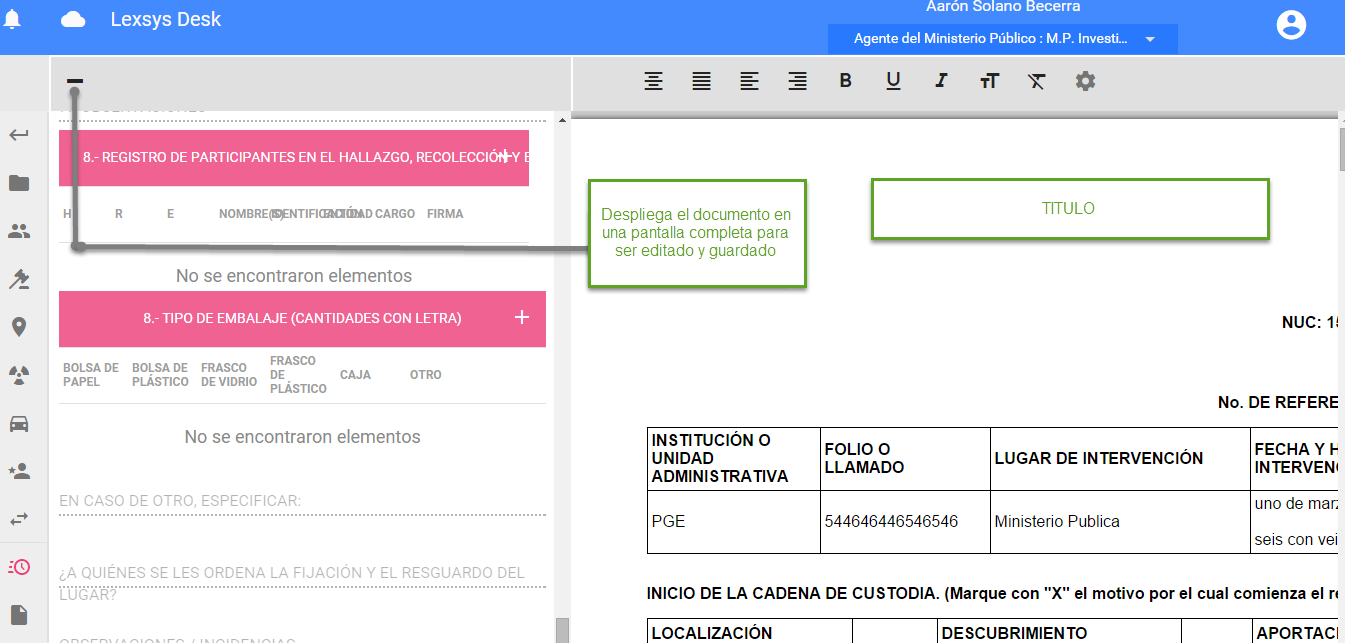 Lexsys Desk
Aarón Solano Becerra
Agente del Ministerio Público : M.P. Investi...
B U I
8.- REGISTRO DE PARTICIPANTES EN EL HALLAZGO, RECOLECCIÓN Y E
H R E NOMBRE(S) IDENTIFICACIÓN CARGO FIRMA
No se encontraron elementos
8.- TIPO DE EMBALAJE (CANTIDADES CON LETRA)
BOLSA DE PAPEL
BOLSA DE PLÁSTICO
FRASCO DE VIDRIO
FRASCO DE PLÁSTICO
CAJA
OTRO
No se encontraron elementos
EN CASO DE OTRO, ESPECIFICAR:
¿A QUIÉNES SE LES ORDENA LA FIJACIÓN Y EL RESGUARDO DEL
LUGAR?
OBSERVACIONES / INCIDENCIAS
Despliega el documento en
una pantalla completa para
ser editado y guardado
TITULO
NUC: 15
No. DE REFERE
INSTITUCIÓN O
UNIDAD
ADMINISTRATIVA
FOLIO O
LLAMADO
LUGAR DE INTERVENCIÓN
FECHA Y H
INTERVENC
PGE
544646446546546
Ministerio Publica
uno de marz
seis con vei
INICIO DE LA CADENA DE CUSTODIA. (Marque con "X" el motivo por el cual comienza el re
LOCALIZACIÓN
DESCUBRIMIENTO
APORTACI